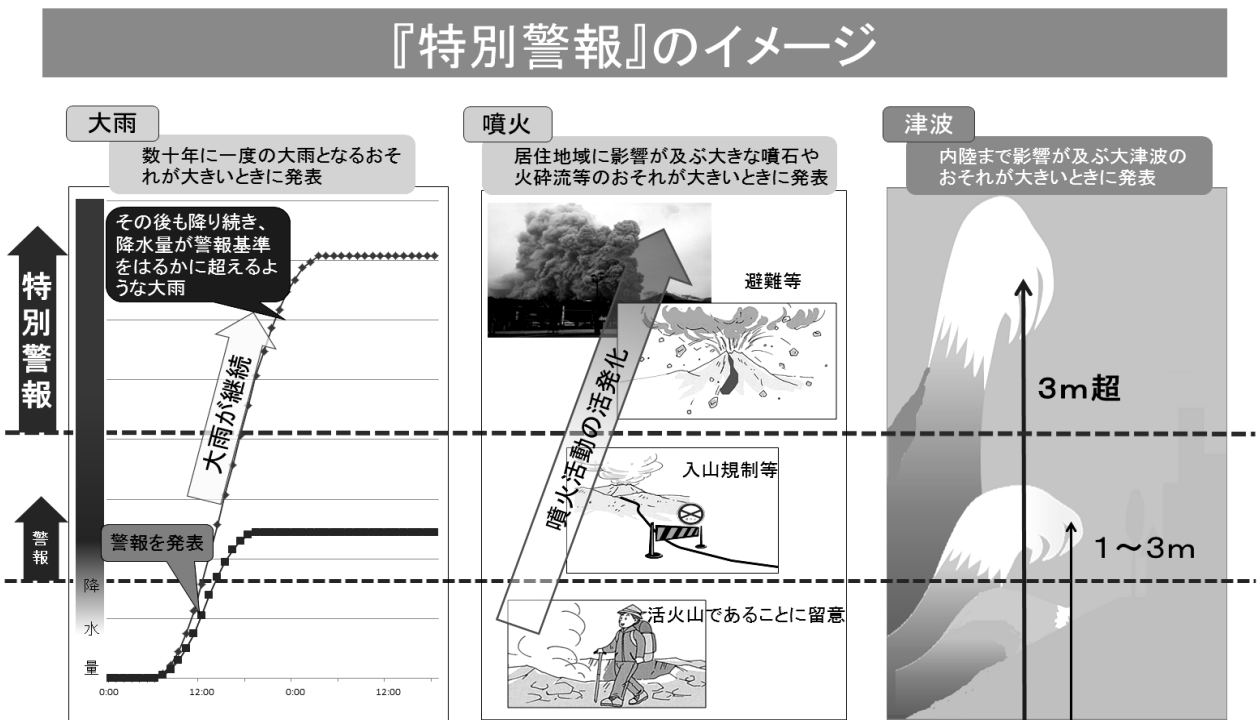 『特別警報』のイメージ
大雨
数十年に一度の大雨となるおそ
れが大きいときに発表
噴火
居住地域に影響が及ぶ大きな噴石や
火砕流等のおそれが大きいときに発表
津波
内陸まで影響が及ぶ大津波の
おそれが大きいときに発表
特別警報
警報
その後も降り続き、
降水量が警報基準
をはるかに超えるよ
うな大雨
大雨が継続
警報を発表
降水量
0:00
12:00
0:00
12:00
避難等
噴火活動の活発化
入山規制等
活火山であることに留意
3m超
1～3m